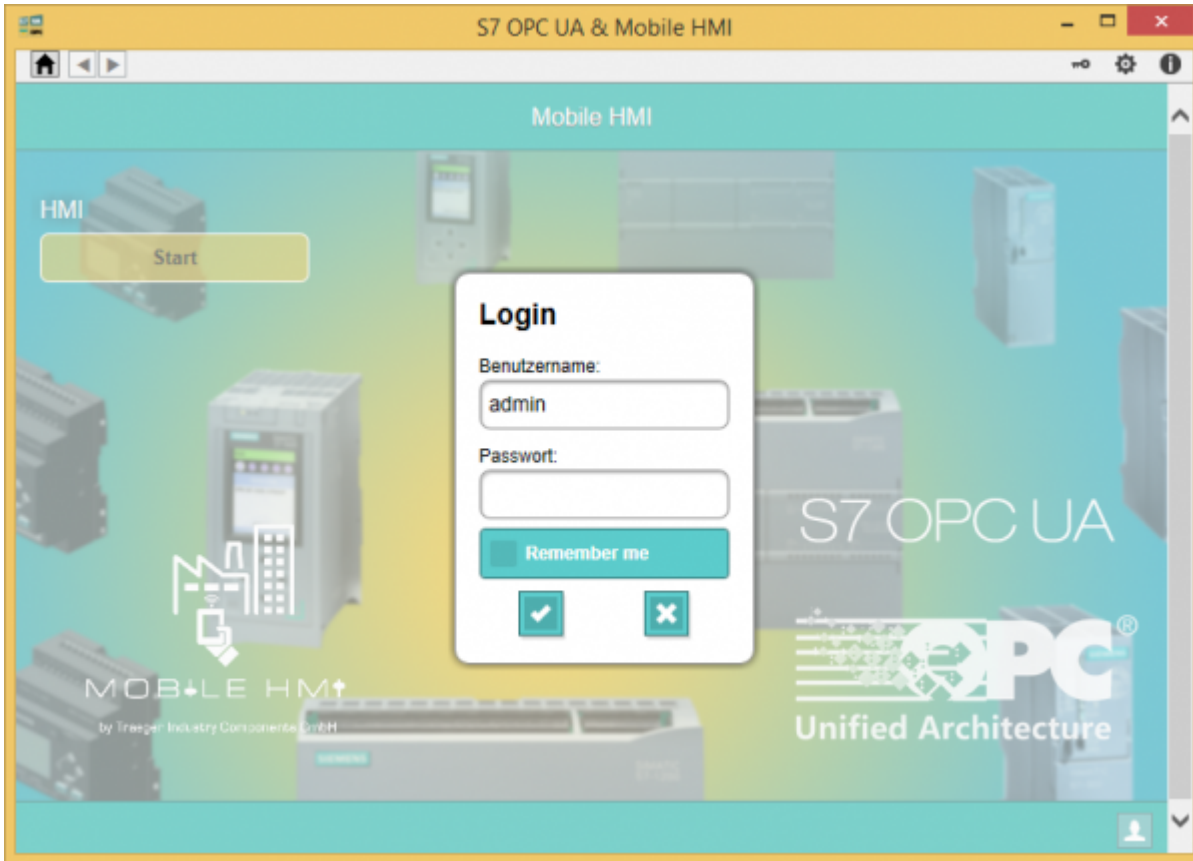 S7 OPC UA & Mobile HMI
Mobile HMI
HMI
Start
Login
Benutzername:
admin
Passwort:
Remember me
S7 OPC UA
MOBILE HMI
by Traeger Industry Components GmbH
OPC®
Unified Architecture
SIEMENS